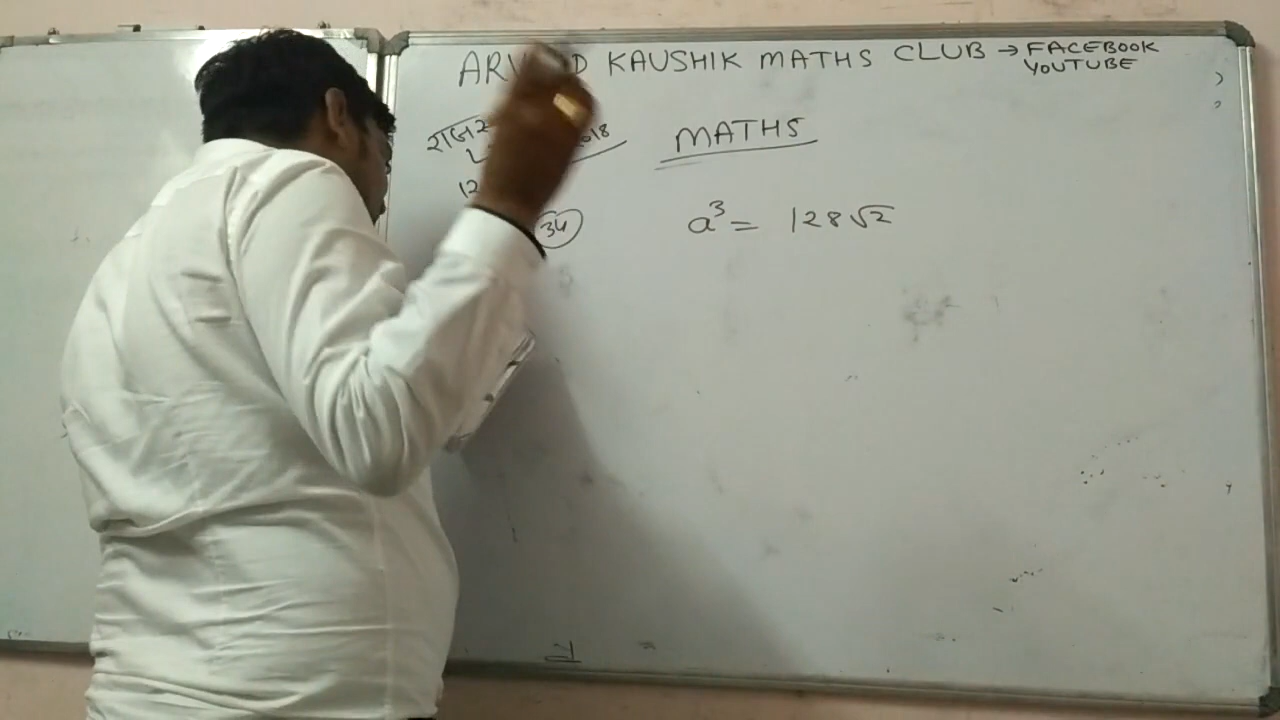 KAUSHIK MATHS CLUB → FACEBOOK
YOUTUBE
MATHS
34
a³ = 128√2